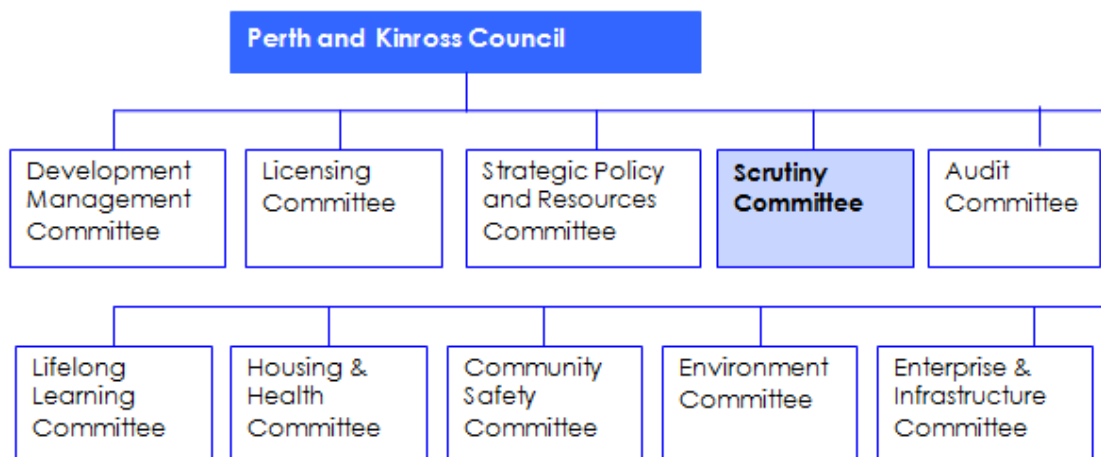 Perth and Kinross Council
Development
Management
Committee
Licensing
Committee
Strategic Policy
and Resources
Committee
Scrutiny
Committee
Audit
Committee
Lifelong
Learning
Committee
Housing &
Health
Committee
Community
Safety
Committee
Environment
Committee
Enterprise &
Infrastructure
Committee